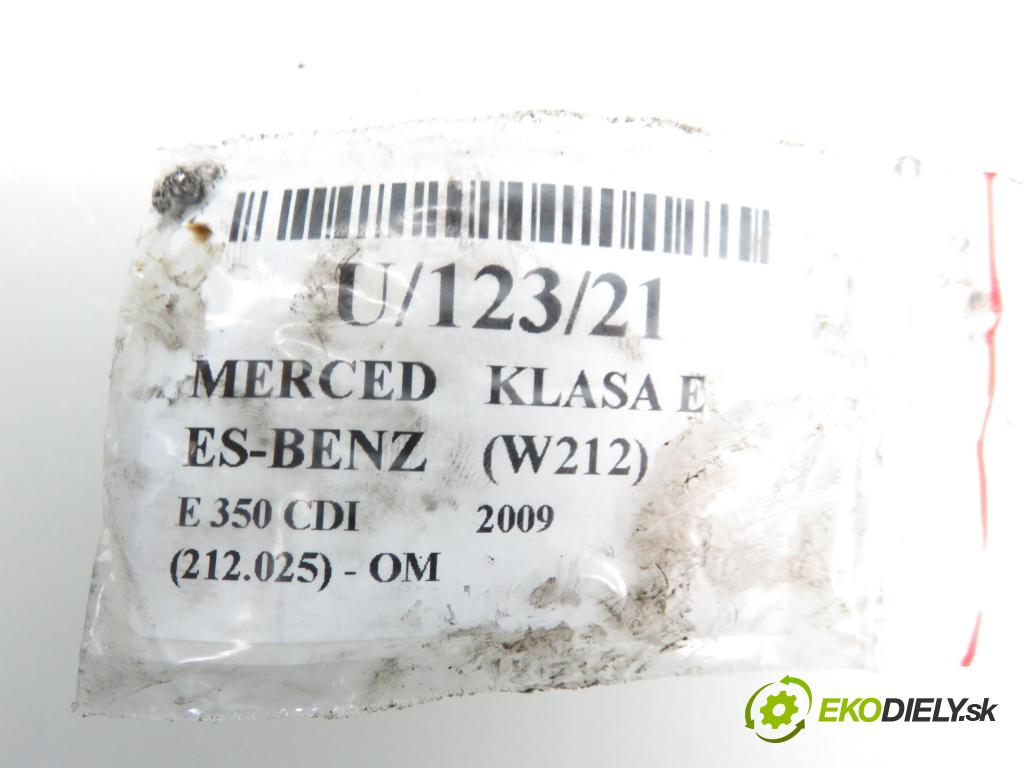 U/123/21
MERCED KLASA E
ES-BENZ (W212)
E 350 CDI 2009
(212.025) - OM
EKODIELY.sk